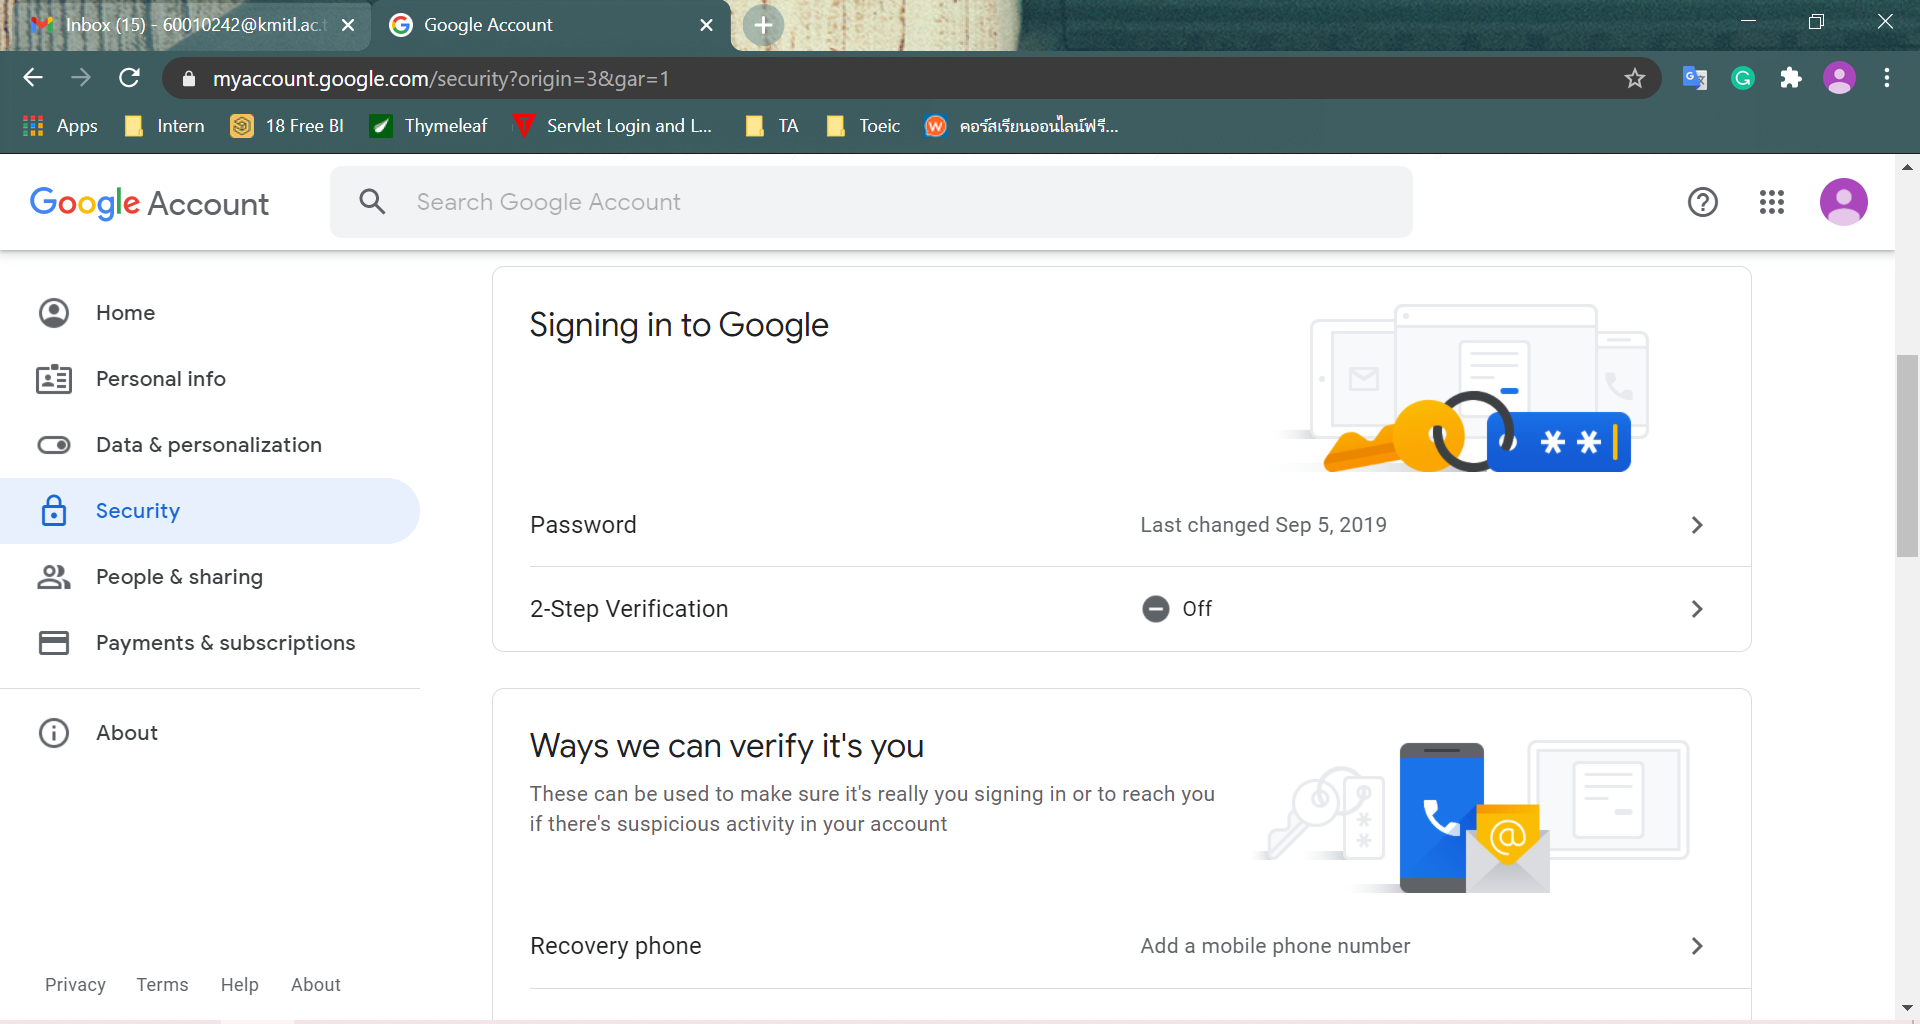 Inbox (15) - 60010242@kmitl.ac.t
Google Account
myaccount.google.com/security?origin=3&gar=1
Apps
Intern
18 Free BI
Thymeleaf
Servlet Login and L...
TA
Toeic
คอร์สเรียนออนไลน์ฟรี...
Google Account
Search Google Account
Home
Personal info
Data & personalization
Security
People & sharing
Payments & subscriptions
About
Privacy Terms Help About
Signing in to Google
**
Password Last changed Sep 5, 2019
2-Step Verification Off
Ways we can verify it's you
These can be used to make sure it's really you signing in or to reach you
if there's suspicious activity in your account
@
Recovery phone Add a mobile phone number